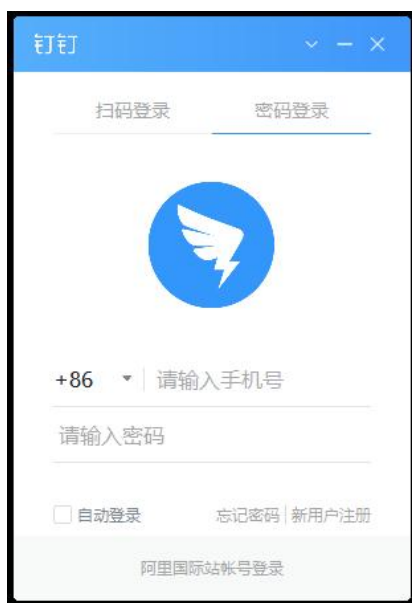 钉钉
扫码登录 密码登录
+86 请输入手机号
请输入密码
自动登录 忘记密码 新用户注册
阿里国际站帐号登录